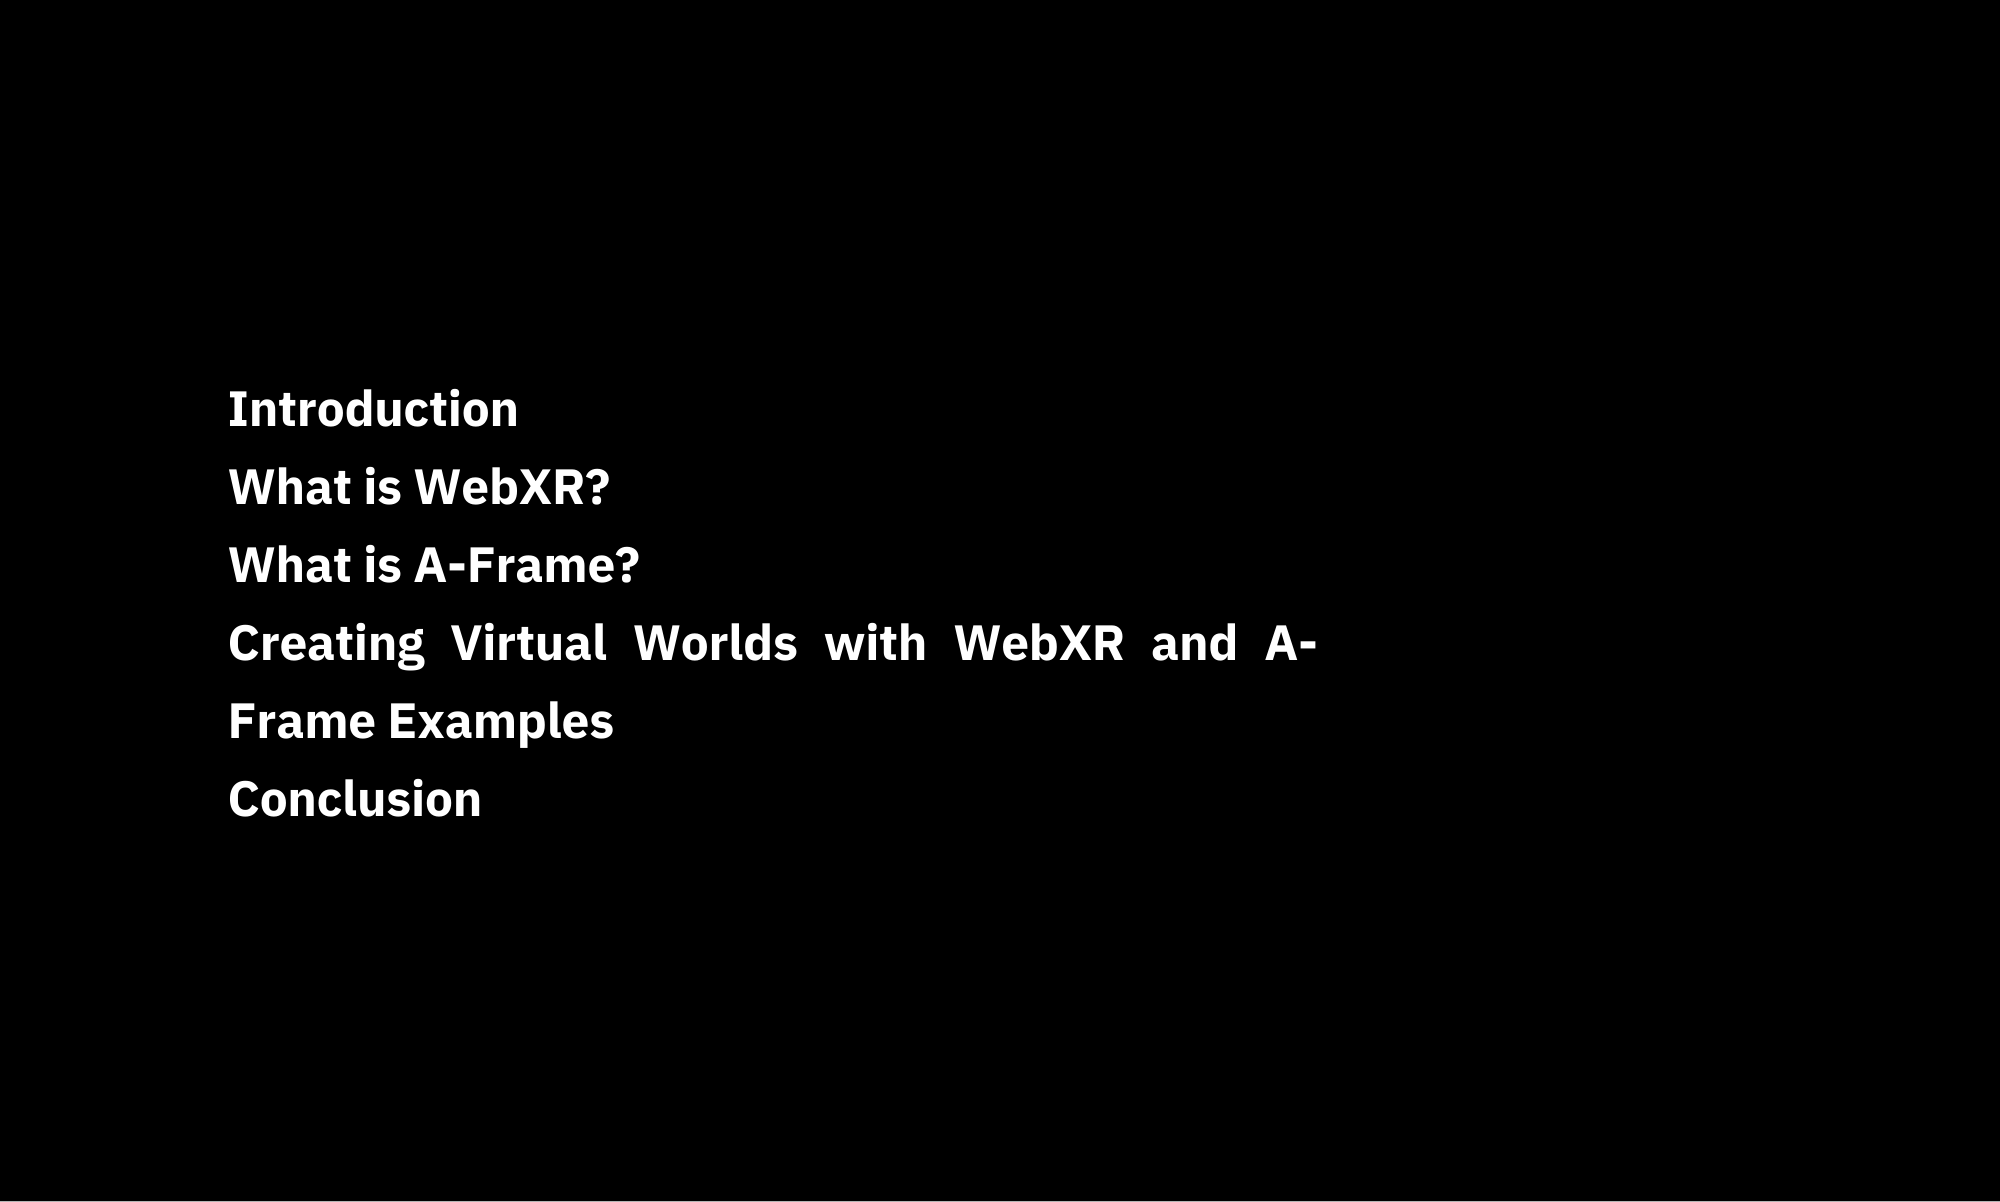 Introduction
What is WebXR?
What is A-Frame?
Creating Virtual Worlds with WebXR and A-
Frame Examples
Conclusion